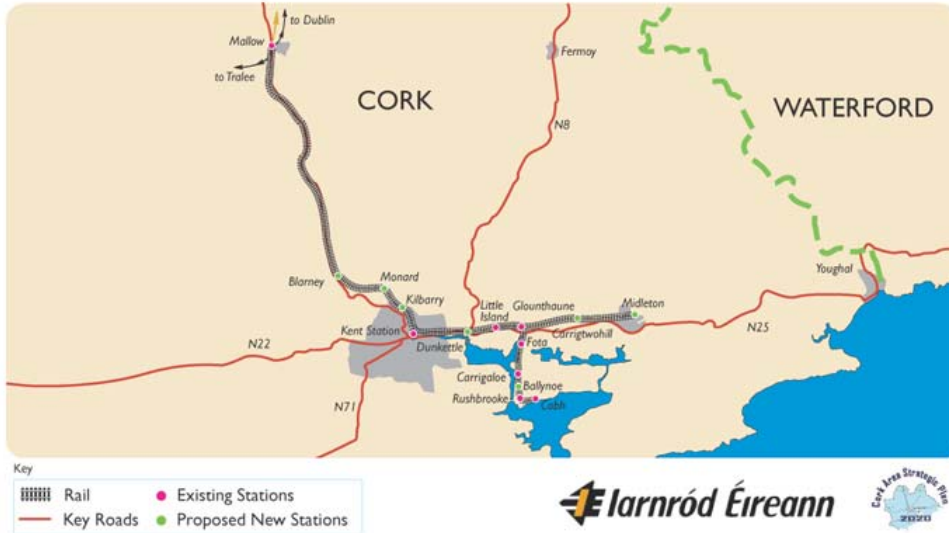 to Dublin
Mallow
to Tralee
Fermoy
CORK
WATERFORD
N8
Youghal
Blarney
Monard
Kilbarry
Little
Island
Glounthaune
Midleton
Kent Station
Dunkettle
Carrigtwohill
N25
Fota
N22
Carrigaloe
Ballynoe
Rushbrooke
Cobh
N71
Key
Rail
Existing Stations
Key Roads
Proposed New Stations
Iarnród Éireann
Cork Area Strategic Plan
2020